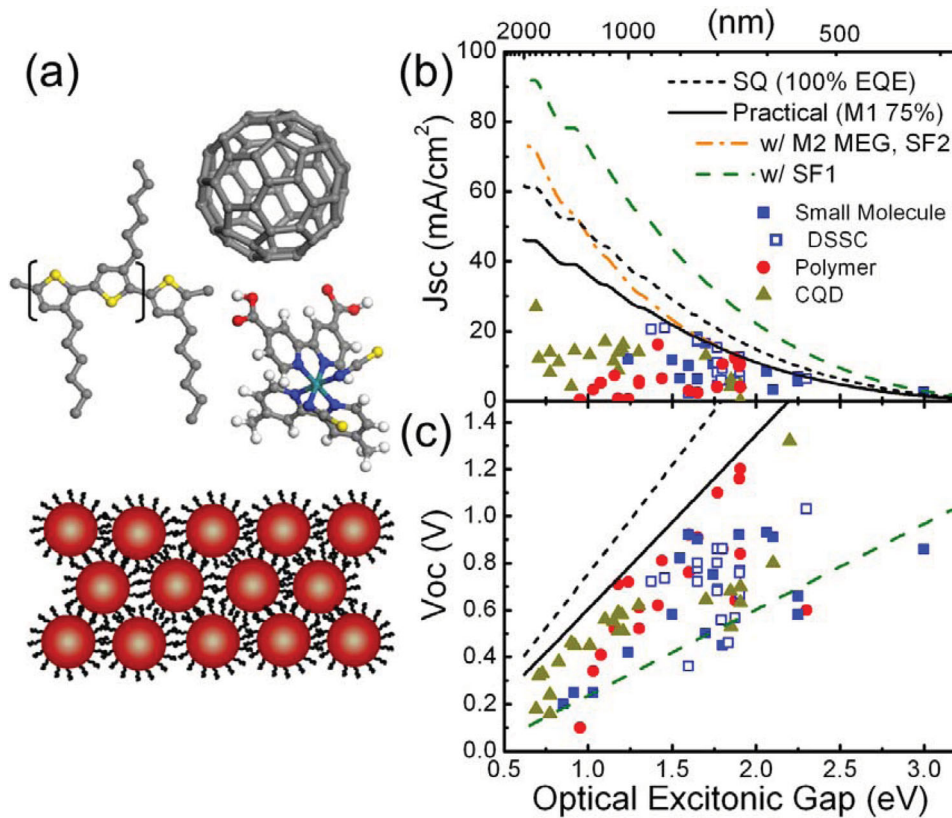 (a)
(nm)
2000 1000 500
(b)
100
80
60
40
20
0
Jsc (mA/cm²)
SQ (100% EQE)
Practical (M1 75%)
w/ M2 MEG, SF2
w/ SF1
Small Molecule
DSSC
Polymer
CQD
(c)
1.4
1.2
1.0
0.8
0.6
0.4
0.2
0.0
Voc (V)
0.5 1.0 1.5 2.0 2.5 3.0
Optical Excitonic Gap (eV)